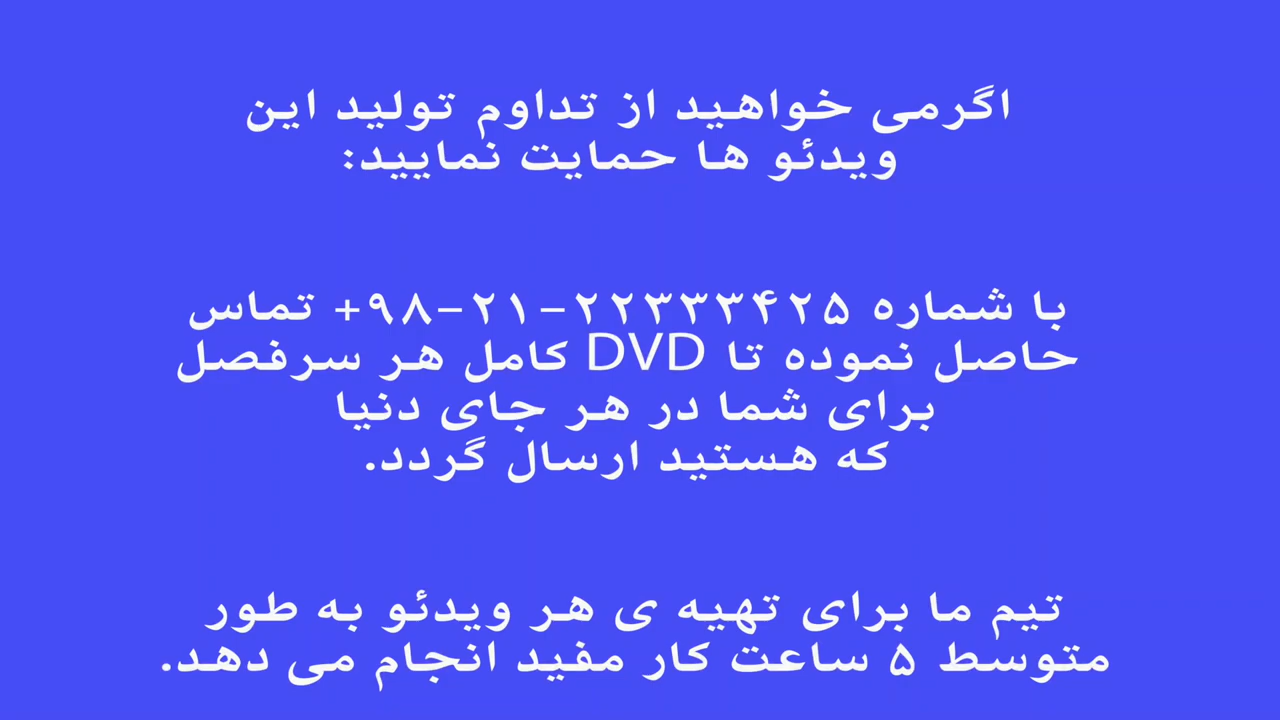 اگرمی خواهید از تداوم تولید این
ویدئو ها حمایت نمایید:
با شماره ۲۲۳۳۳۴۲۵-۲۱-۹۸+ تماس
حاصل نموده تا DVD کامل هر سرفصل
برای شما در هر جای دنیا
که هستید ارسال گردد.
تیم ما برای تهیه ی هر ویدئو به طور
متوسط ۵ ساعت کار مفید انجام می دهد.